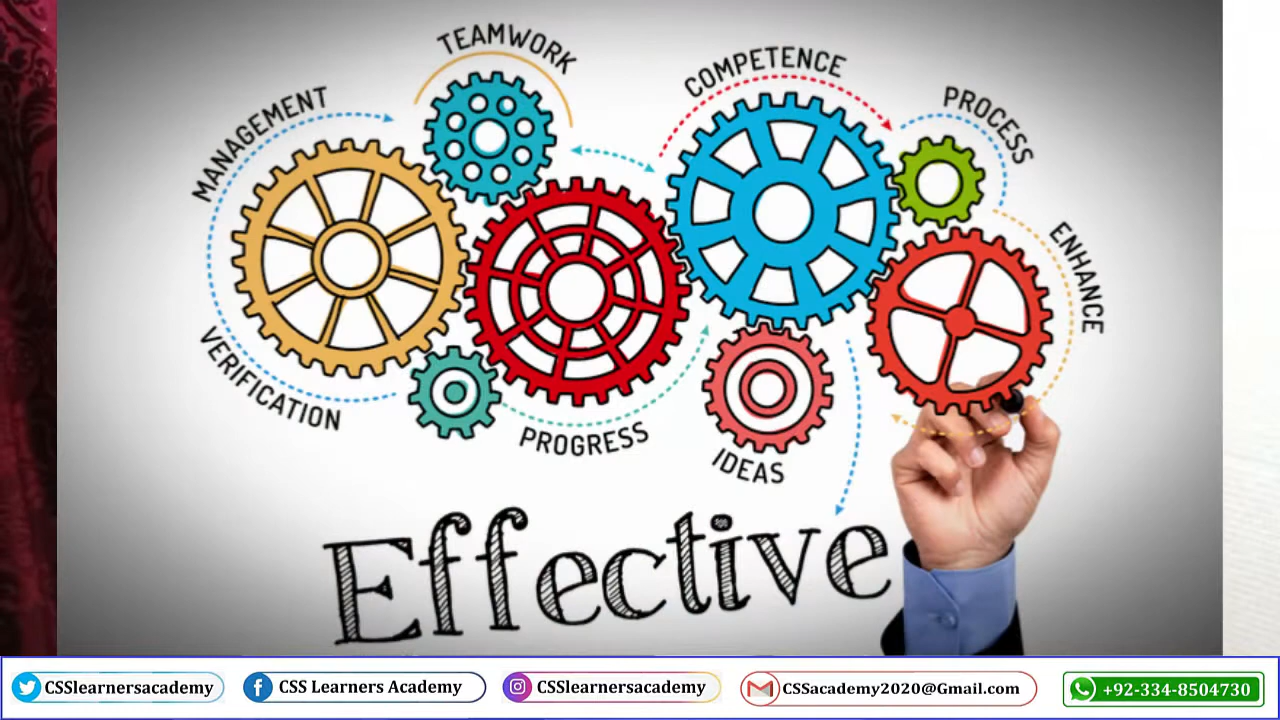 TEAMWORK
COMPETENCE
MANAGEMENT
PROCESS
ENHANCE
VERIFICATION
PROGRESS
IDEAS
Effective
CSSlearnersacademy
CSS Learners Academy
CSSlearnersacademy
CSSacademy2020@Gmail.com
+92-334-8504730